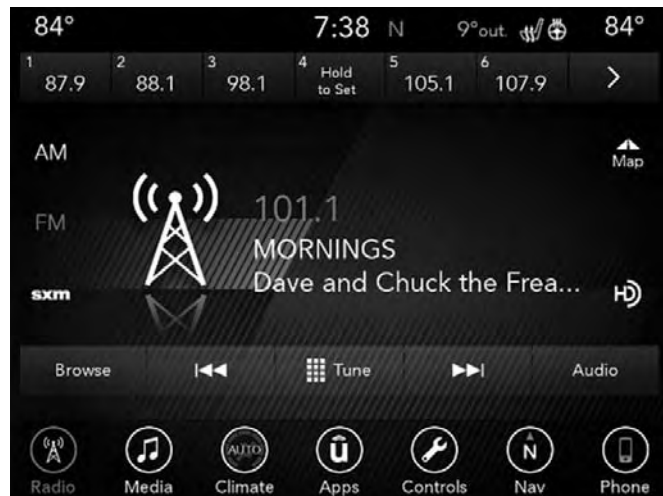 84° 7:38 N 9°out. 84°
1 87.9 2 88.1 3 98.1 4 Hold to Set 5 105.1 6 107.9
AM
Map
101.1
FM
MORNINGS
Dave and Chuck the Frea...
sxm
HD
Browse Tune Audio
AUTO û N
Radio Media Climate Apps Controls Nav Phone